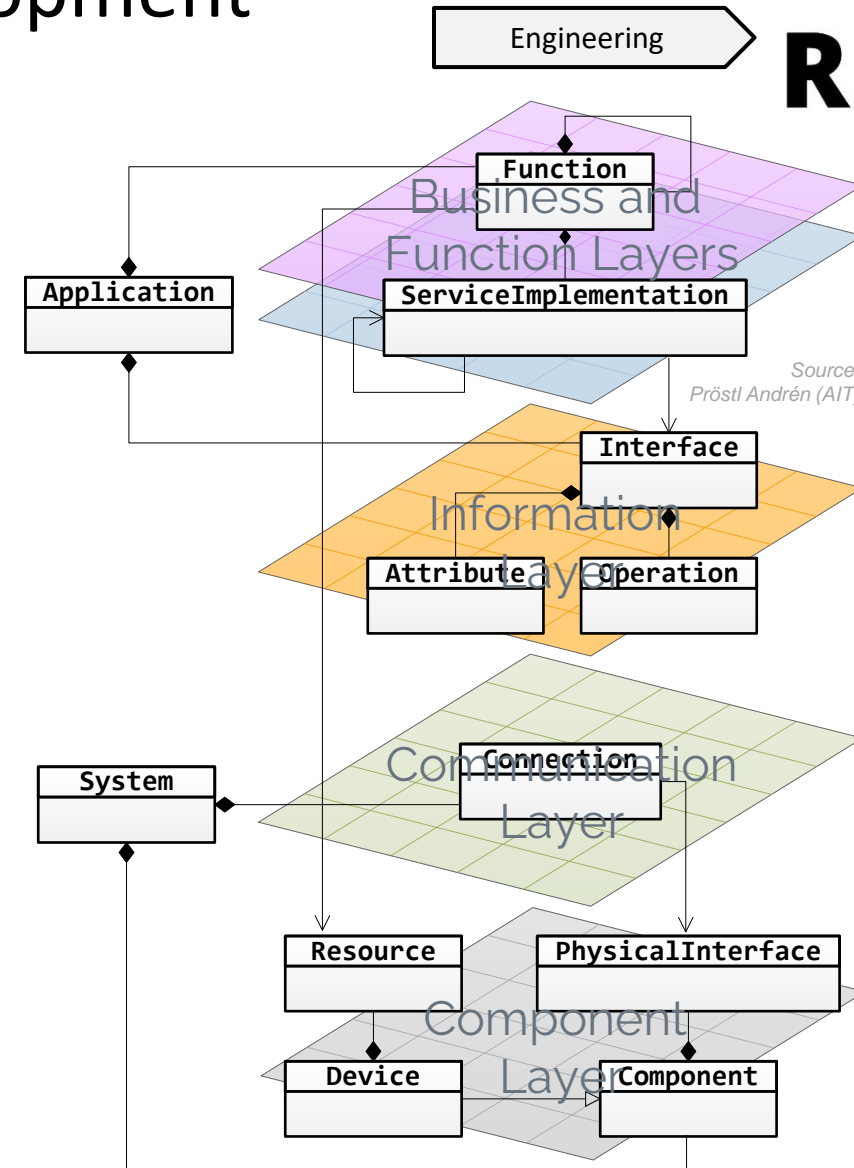 opment
Engineering
R
Function
Business and
Function Layers
Application
ServiceImplementation
Source
Pröstl Andrén (AIT)
Interface
Information
Layer
Attribute
Operation
System
Connection
Communication
Layer
Resource
PhysicalInterface
Component
Layer
Device
Component